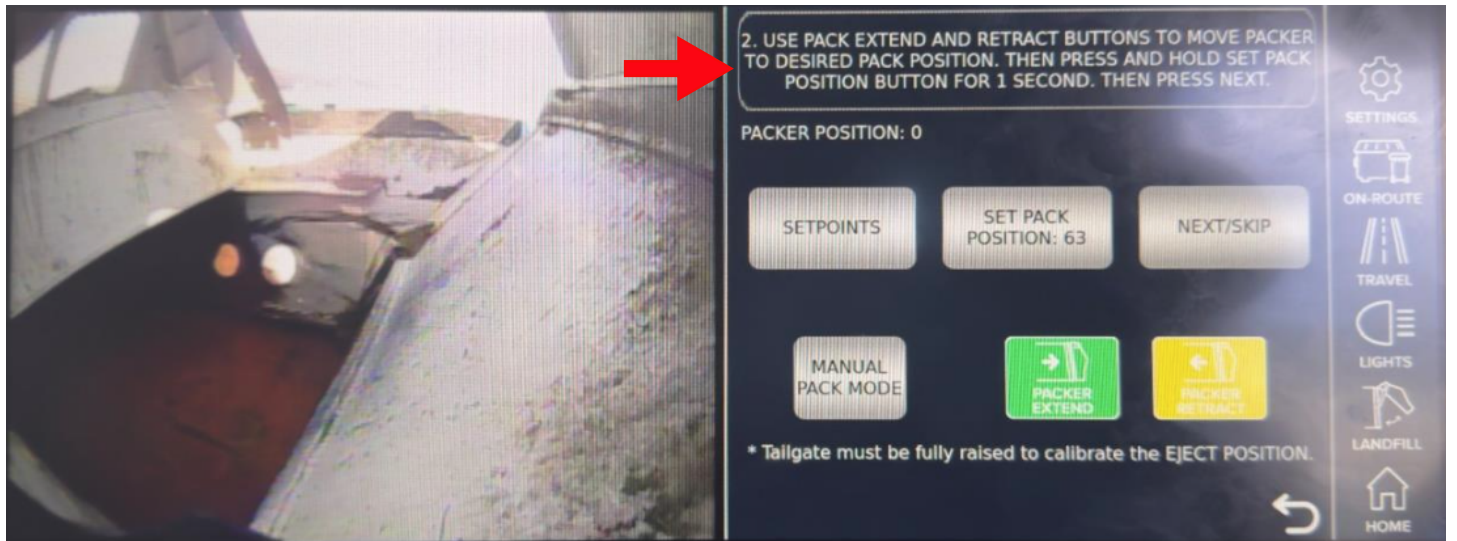 2. USE PACK EXTEND AND RETRACT BUTTONS TO MOVE PACKER
TO DESIRED PACK POSITION. THEN PRESS AND HOLD SET PACK
POSITION BUTTON FOR 1 SECOND. THEN PRESS NEXT.
PACKER POSITION: 0
SETPOINTS
SET PACK
POSITION: 63
NEXT/SKIP
MANUAL
PACK MODE
PACKER
EXTEND
PACKER
RETRACT
* Tailgate must be fully raised to calibrate the EJECT POSITION.
SETTINGS
ON-ROUTE
TRAVEL
LIGHTS
LANDFILL
HOME